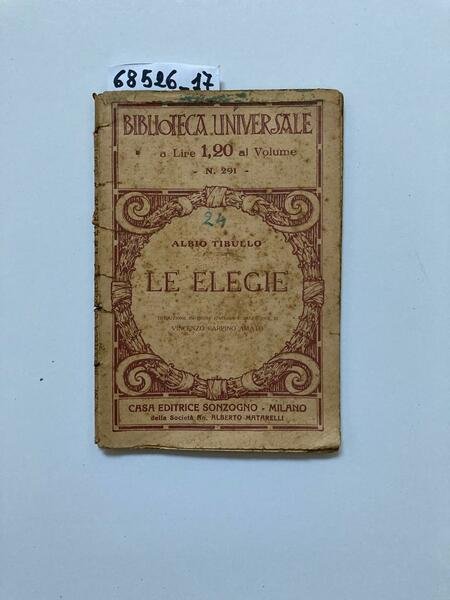 68526_17
BIBLIOTECA UNIVERSALE
a Lire 1,20 al Volume
- N. 291 -
24
ALBIO TIBULLO
LE ELEGIE
VINCENZO
CASA EDITRICE SONZOGNO - MILANO
della Società An. ALBERTO MATARELLI